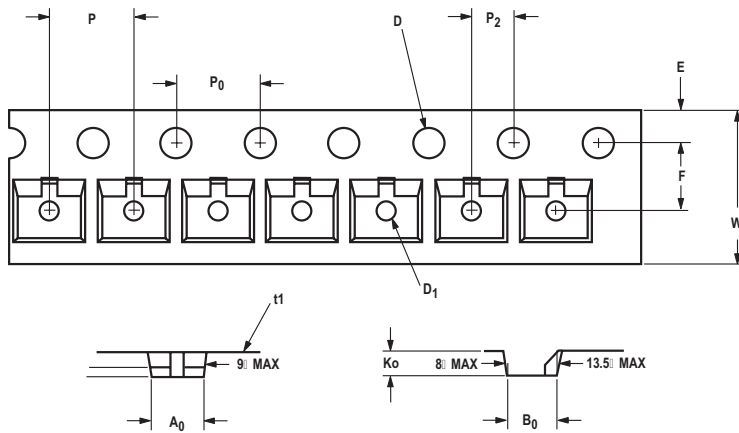 P
D
P2
E
P0
F
W
D1
t1
9▯ MAX
Ko
8▯ MAX
13.5▯ MAX
A0
B0